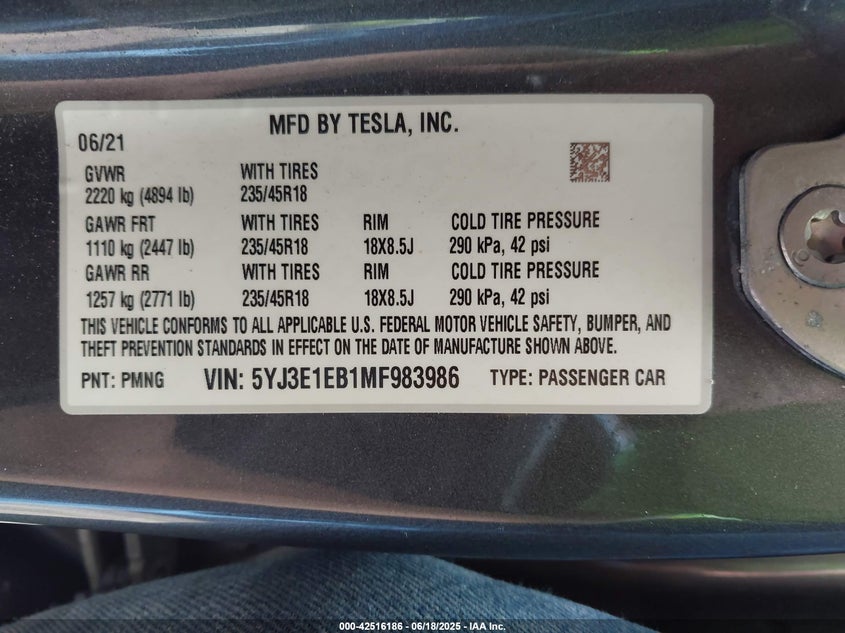 MFD BY TESLA, INC.
06/21
GVWR WITH TIRES
2220 kg (4894 lb) 235/45R18
GAWR FRT WITH TIRES RIM COLD TIRE PRESSURE
1110 kg (2447 lb) 235/45R18 18X8.5J 290 kPa, 42 psi
GAWR RR WITH TIRES RIM COLD TIRE PRESSURE
1257 kg (2771 lb) 235/45R18 18X8.5J 290 kPa, 42 psi
THIS VEHICLE CONFORMS TO ALL APPLICABLE U.S. FEDERAL MOTOR VEHICLE SAFETY, BUMPER, AND
THEFT PREVENTION STANDARDS IN EFFECT ON THE DATE OF MANUFACTURE SHOWN ABOVE.
PNT: PMNG VIN: 5YJ3E1EB1MF983986 TYPE: PASSENGER CAR
000-42516186 - 06/18/2025 - IAA Inc.